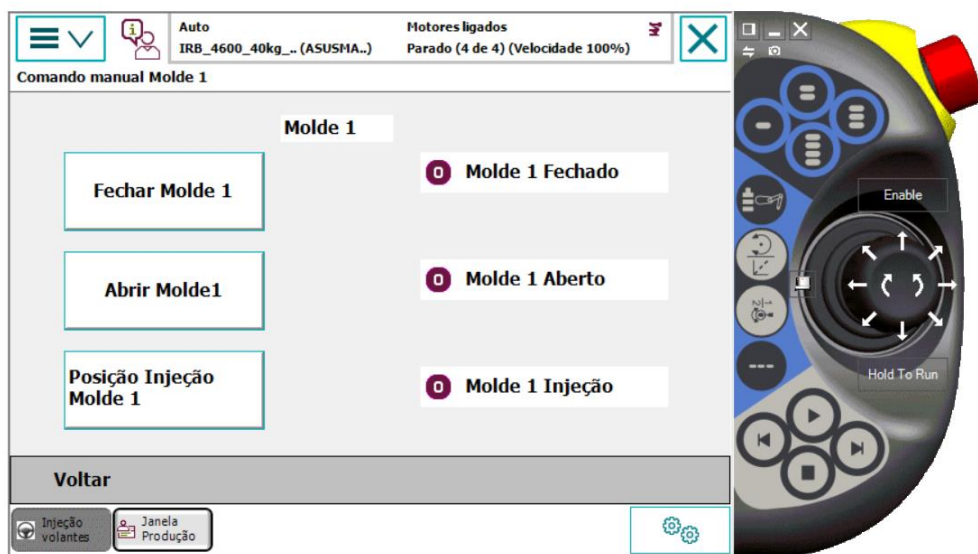 Auto
IRB_4600_40kg_.. (ASUSMA..)
Motores ligados
Parado (4 de 4) (Velocidade 100%)
Comando manual Molde 1
Molde 1
Fechar Molde 1
Molde 1 Fechado
Abrir Molde1
Molde 1 Aberto
Posição Injeção
Molde 1
Molde 1 Injeção
Voltar
Injeção
volantes
Janela
Produção
Enable
Hold To Run